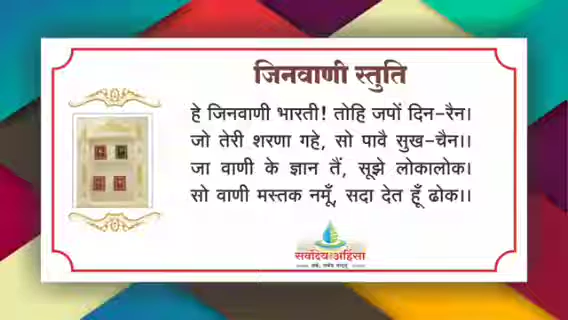 जिनवाणी स्तुति
हे जिनवाणी भारती! तोहि जपों दिन-रैन।
जो तेरी शरणा गहे, सो पावै सुख-चैन।।
जा वाणी के ज्ञान तैं, सूझे लोकालोक।
सो वाणी मस्तक नमूँ, सदा देत हूँ ढोक।।
सर्वोदय अहिंसा